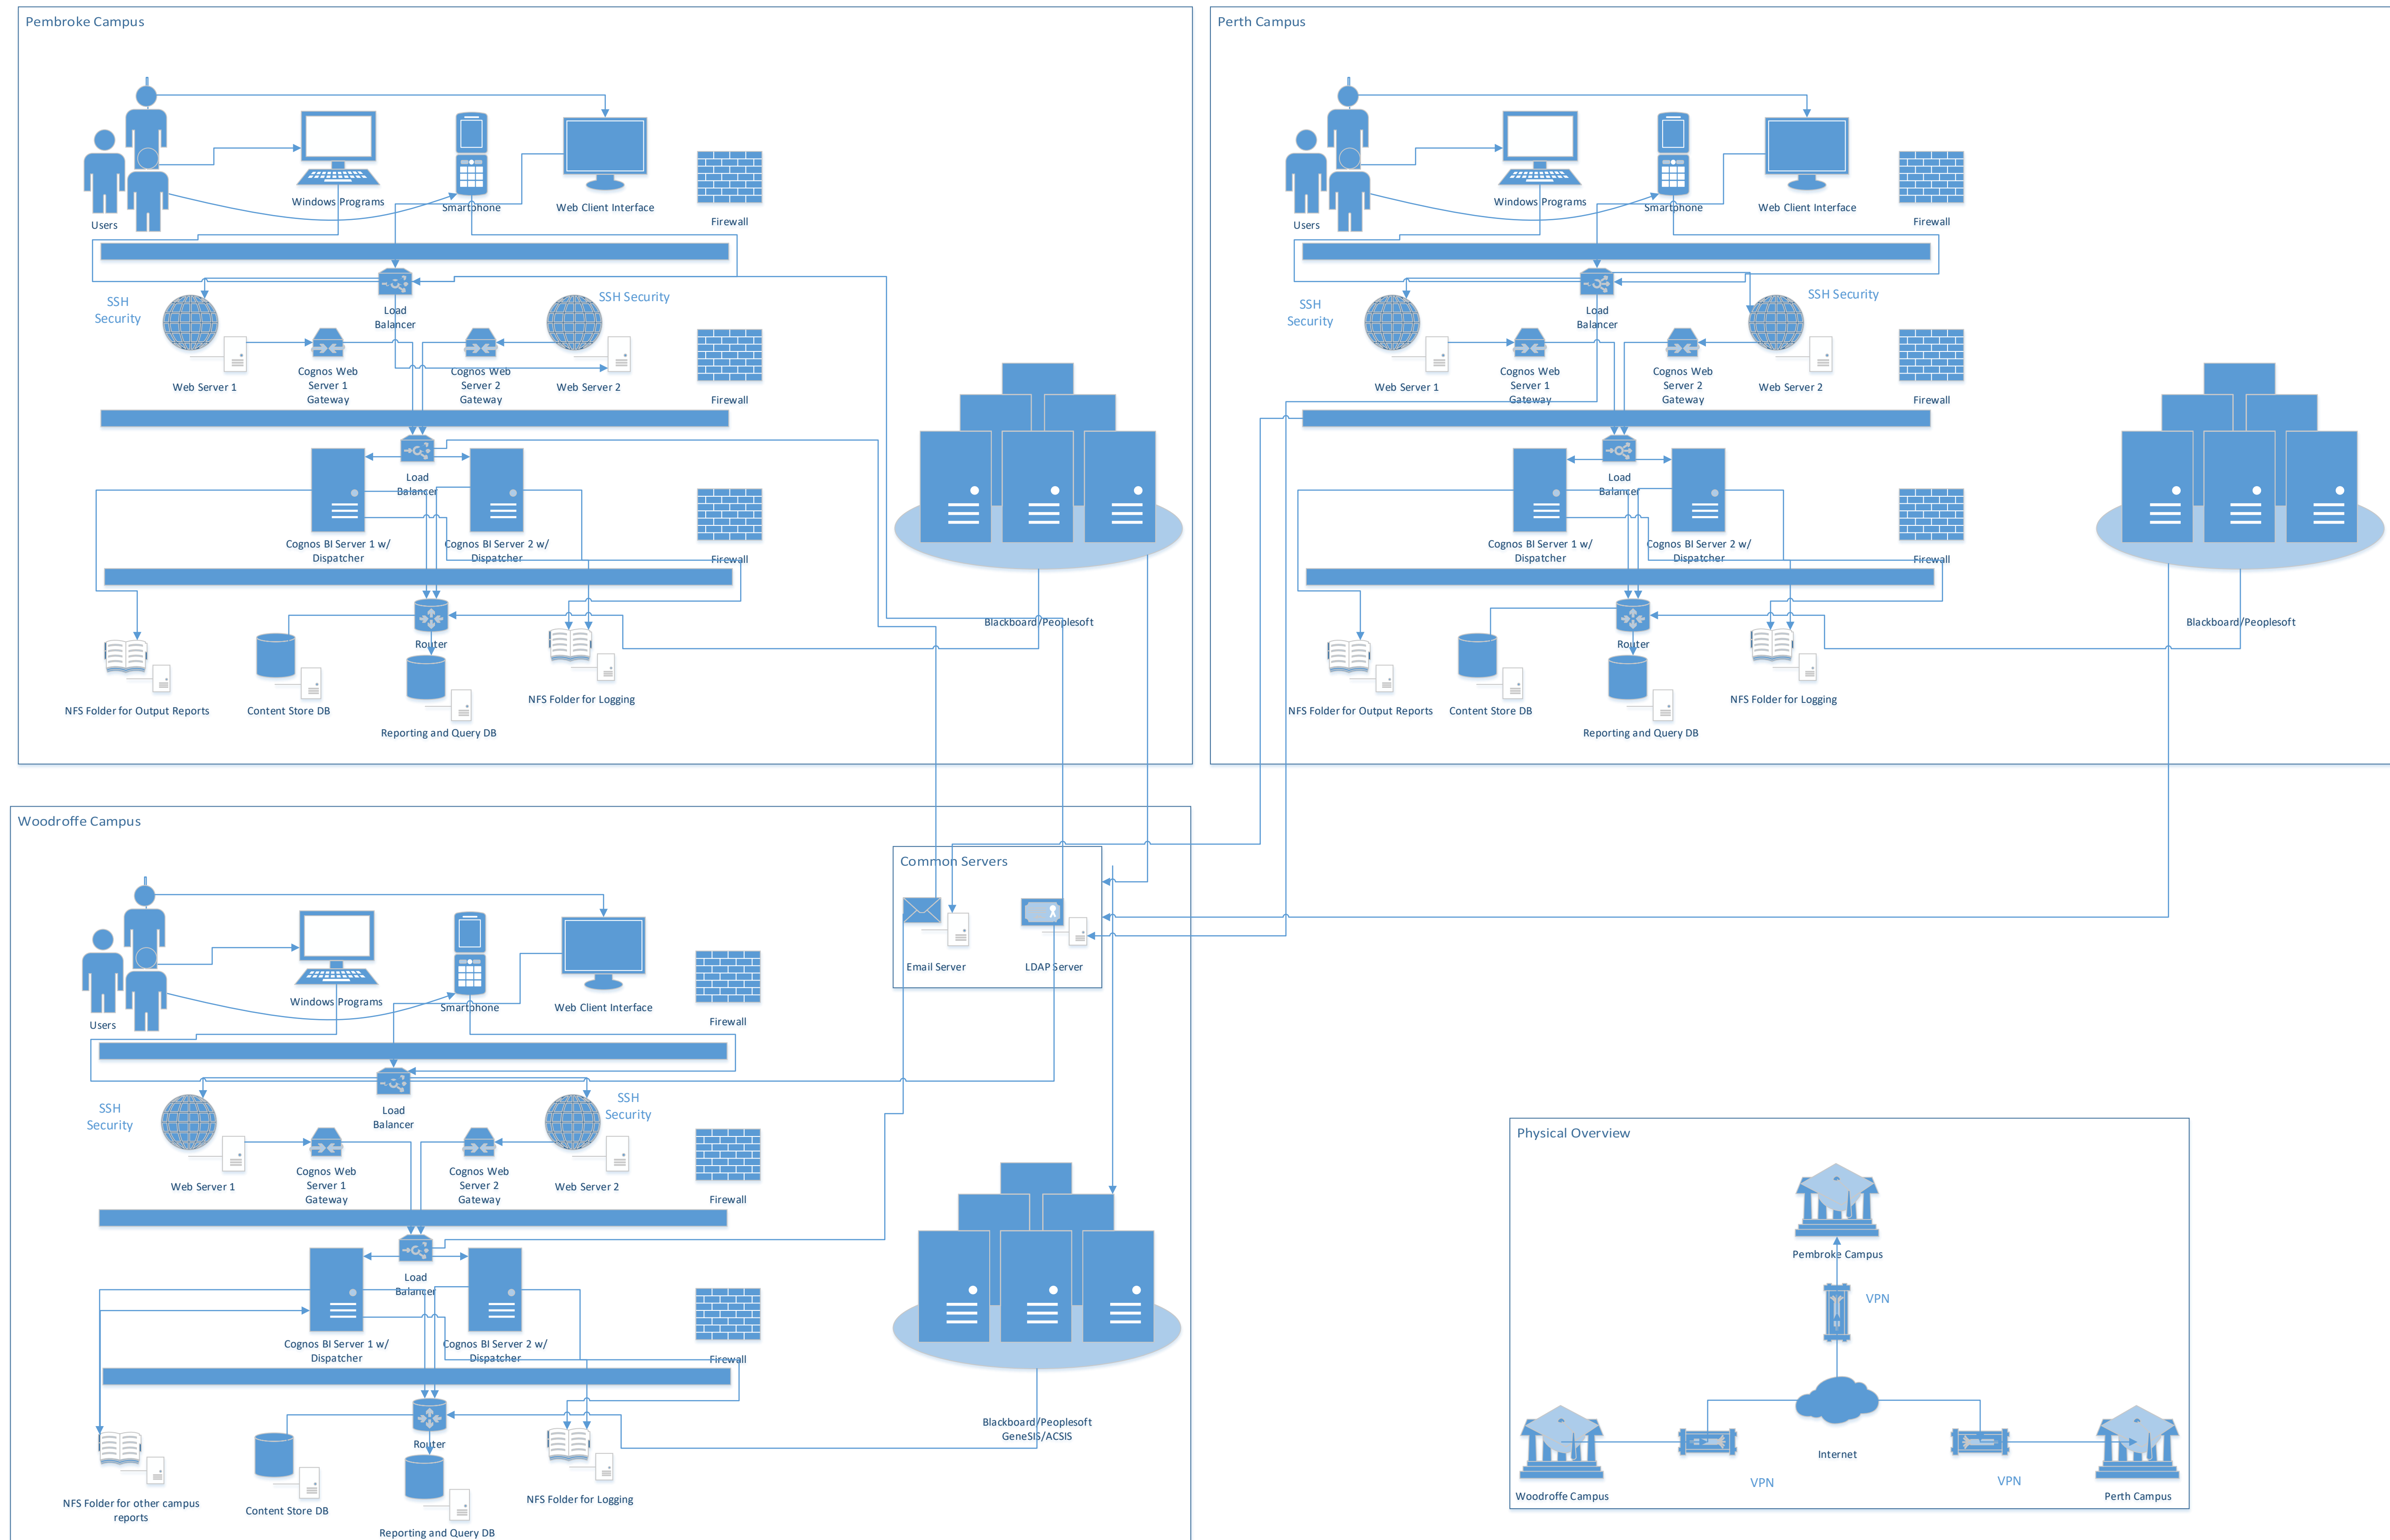 Pembroke Campus
Users
Windows Programs
Smartphone
Web Client Interface
Firewall
SSH
Security
Load
Balancer
SSH Security
Web Server 1
Cognos Web
Server 1
Gateway
Cognos Web
Server 2
Gateway
Web Server 2
Firewall
Load
Balancer
Cognos BI Server 1 w/
Dispatcher
Cognos BI Server 2 w/
Dispatcher
Firewall
Router
Blackboard/Peoplesoft
NFS Folder for Output Reports
Content Store DB
Reporting and Query DB
NFS Folder for Logging
Perth Campus
Users
Windows Programs
Smartphone
Web Client Interface
Firewall
SSH
Security
Load
Balancer
SSH Security
Web Server 1
Cognos Web
Server 1
Gateway
Cognos Web
Server 2
Gateway
Web Server 2
Firewall
Load
Balancer
Cognos BI Server 1 w/
Dispatcher
Cognos BI Server 2 w/
Dispatcher
Firewall
Router
Blackboard/Peoplesoft
NFS Folder for Output Reports
Content Store DB
Reporting and Query DB
NFS Folder for Logging
Woodroffe Campus
Common Servers
Email Server
LDAP Server
Users
Windows Programs
Smartphone
Web Client Interface
Firewall
SSH
Security
Load
Balancer
SSH
Security
Web Server 1
Cognos Web
Server 1
Gateway
Cognos Web
Server 2
Gateway
Web Server 2
Firewall
Load
Balancer
Cognos BI Server 1 w/
Dispatcher
Cognos BI Server 2 w/
Dispatcher
Firewall
Router
Blackboard/Peoplesoft
GeneSIS/ACSIS
NFS Folder for other campus
reports
Content Store DB
Reporting and Query DB
NFS Folder for Logging
Physical Overview
Pembroke Campus
VPN
Internet
VPN
VPN
Woodroffe Campus
Perth Campus